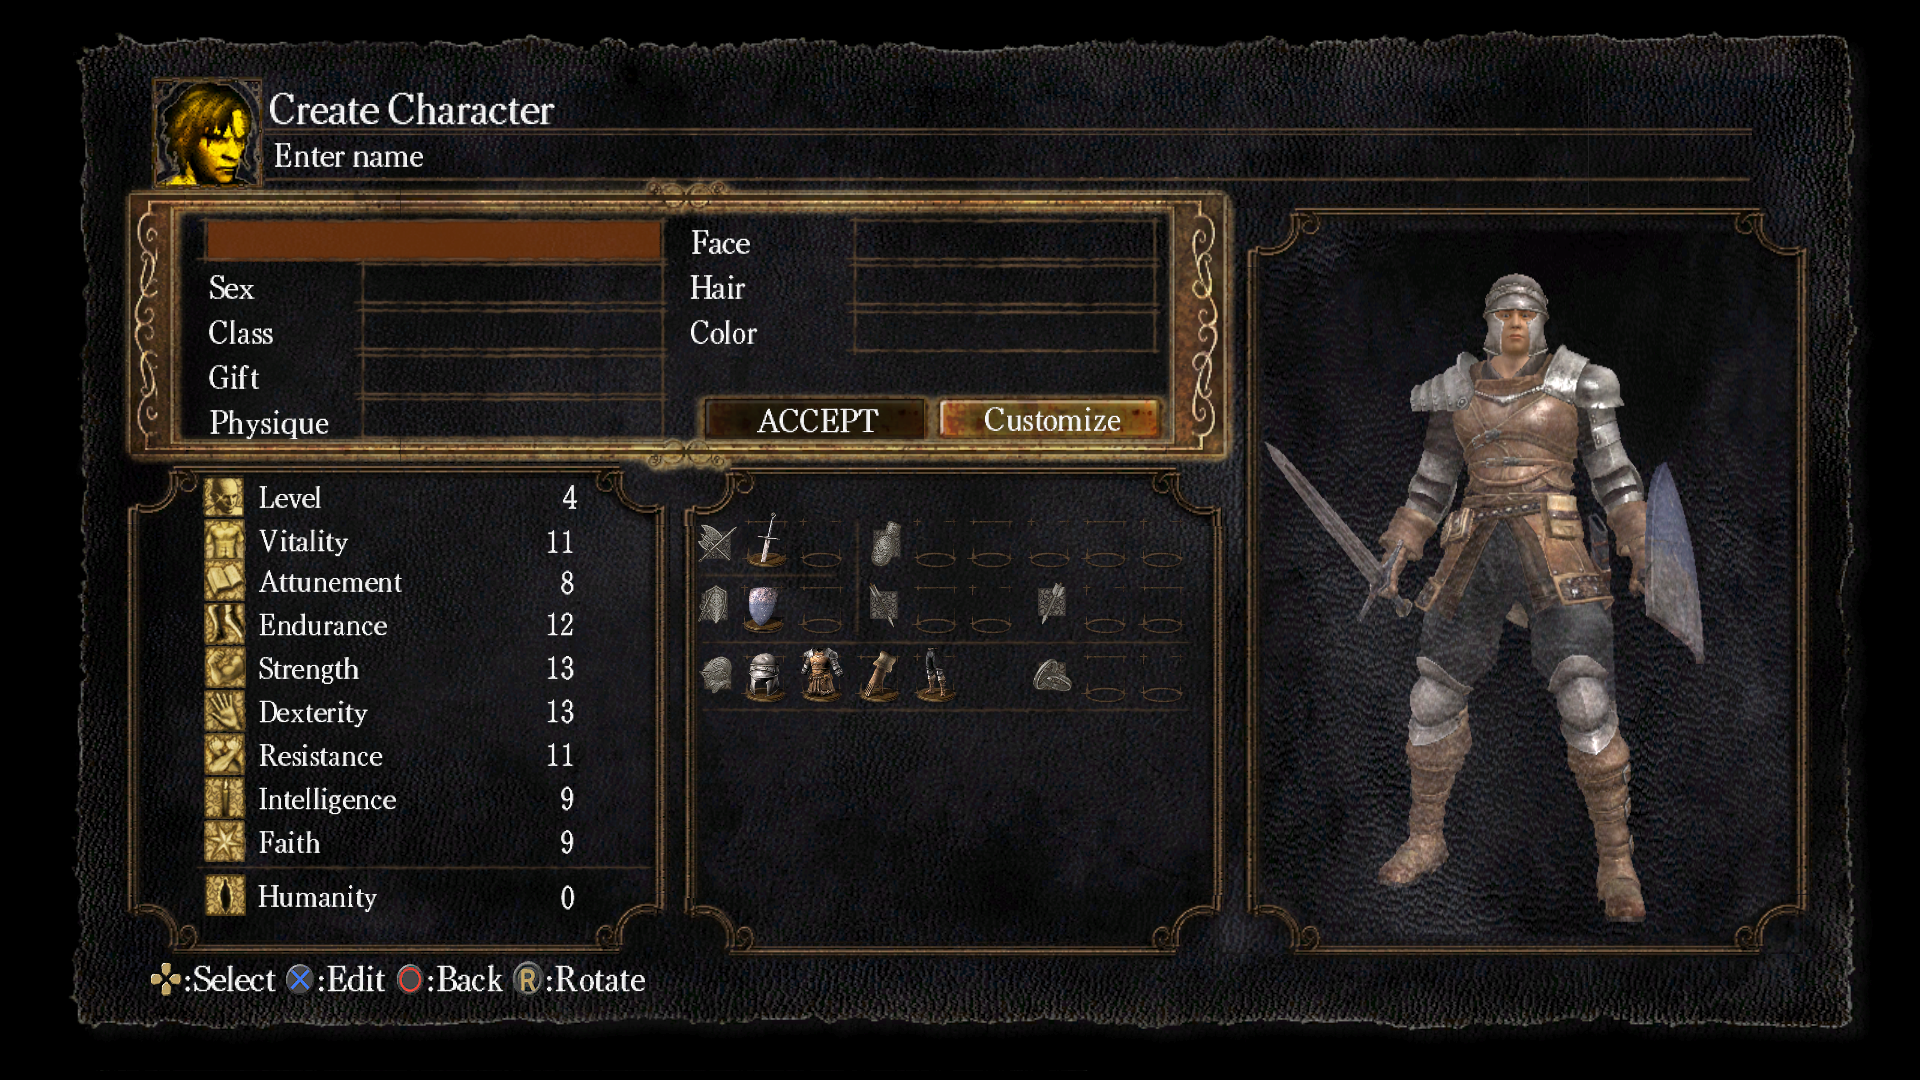 Create Character
Enter name
Sex
Class
Gift
Physique
Face
Hair
Color
ACCEPT Customize
Level 4
Vitality 11
Attunement 8
Endurance 12
Strength 13
Dexterity 13
Resistance 11
Intelligence 9
Faith 9
Humanity 0
:Select :Edit :Back R:Rotate